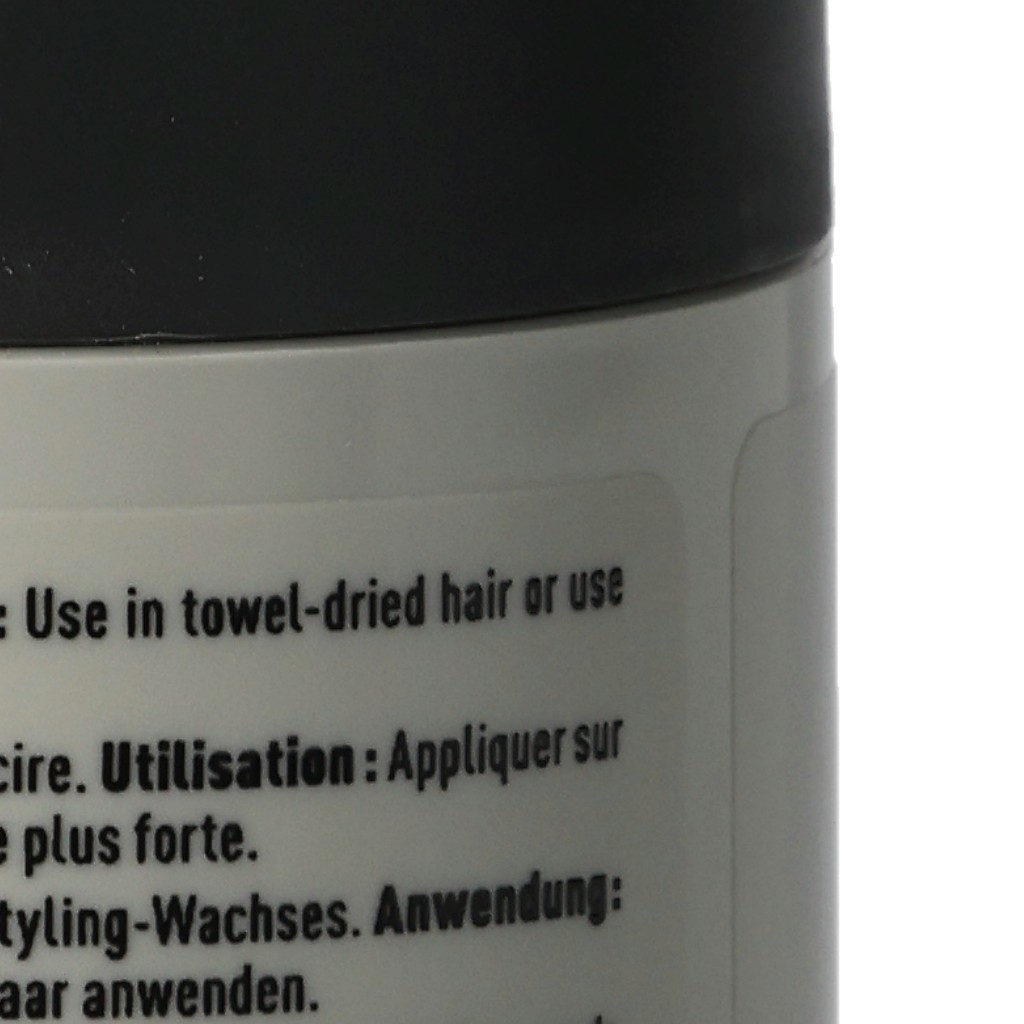 : Use in towel-dried hair or use
cire. Utilisation : Appliquer sur
e plus forte.
tyling-Wachses. Anwendung:
aar anwenden.